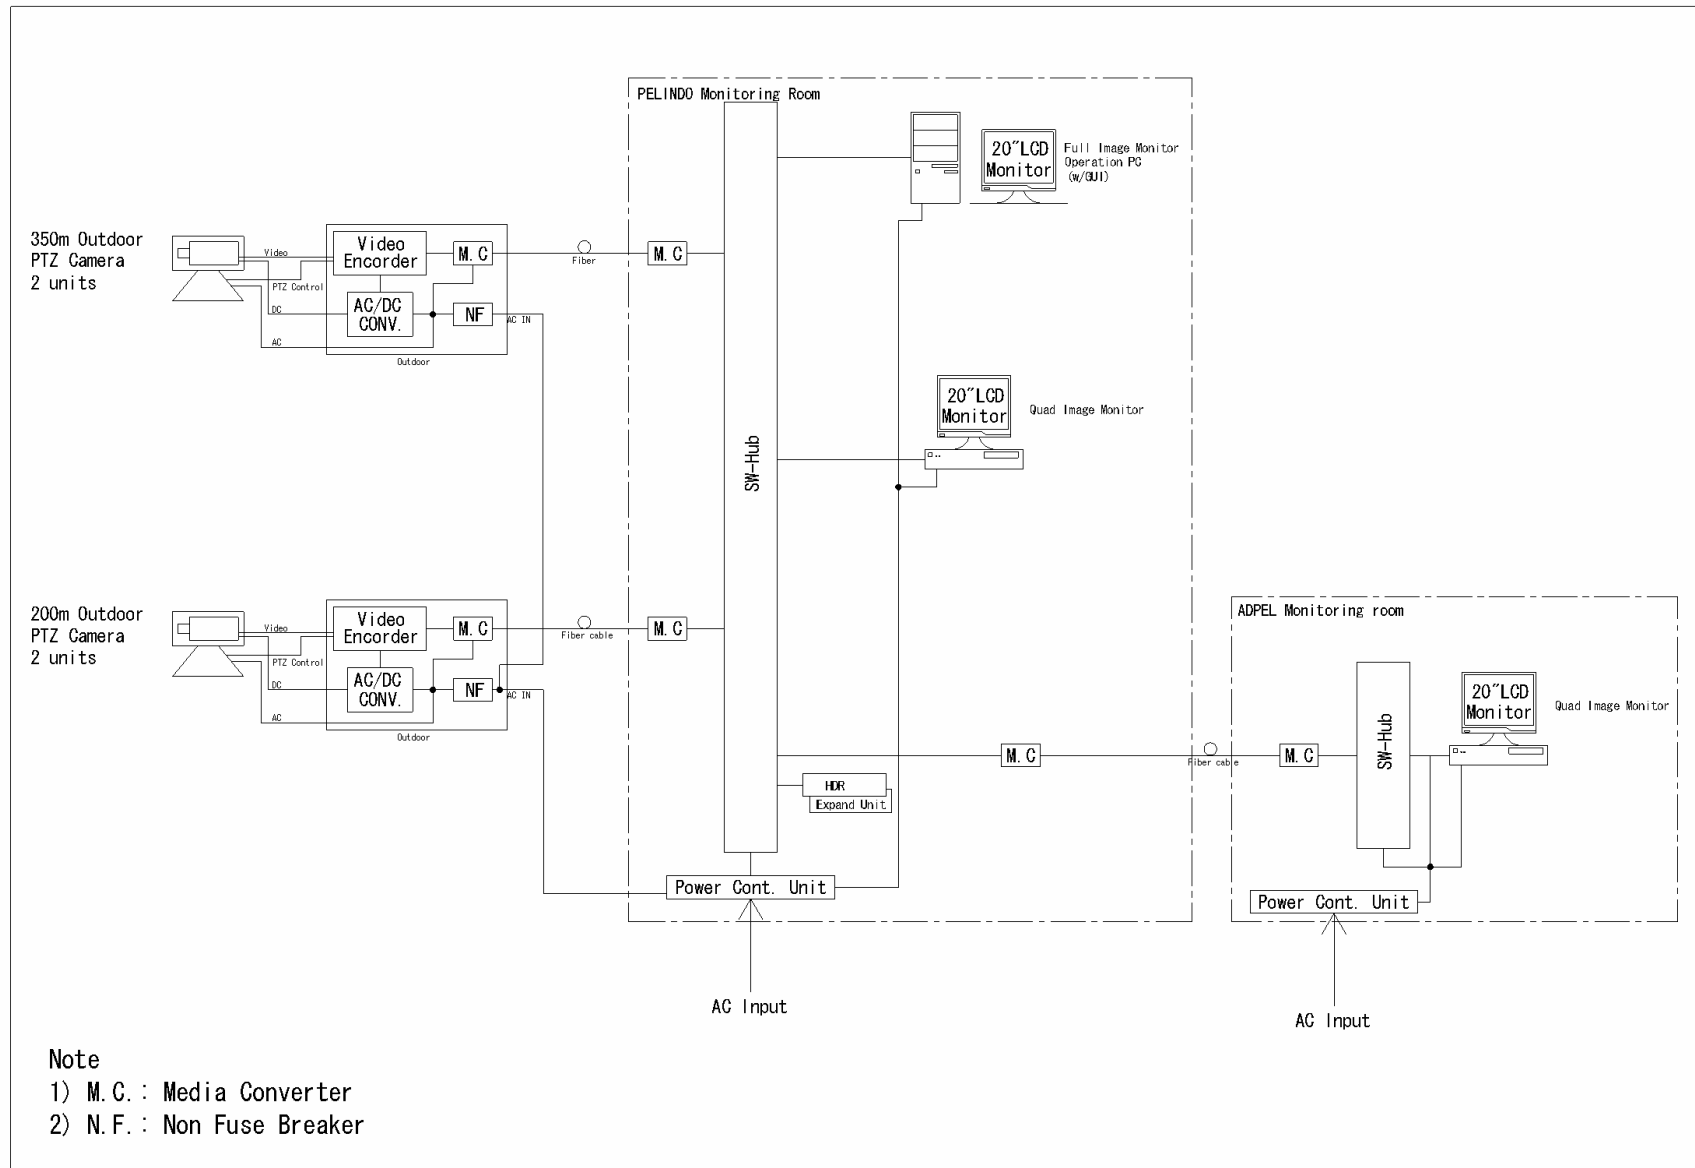 PELINDO Monitoring Room
20″LCD
Monitor
Full Image Monitor
Operation PC
(w/GUI)
350m Outdoor
PTZ Camera
2 units
Video
PTZ Control
DC
AC
Video
Encorder
M.C
AC/DC
CONV.
NF
AC IN
Outdoor
Fiber
M.C
SW-Hub
20″LCD
Monitor
Quad Image Monitor
200m Outdoor
PTZ Camera
2 units
Video
PTZ Control
DC
AC
Video
Encorder
M.C
AC/DC
CONV.
NF
AC IN
Outdoor
Fiber cable
M.C
M.C
HDR
Expand Unit
Power Cont. Unit
AC Input
Fiber cable
ADPEL Monitoring room
M.C
SW-Hub
20″LCD
Monitor
Quad Image Monitor
Power Cont. Unit
AC Input
Note
1) M.C.: Media Converter
2) N.F.: Non Fuse Breaker